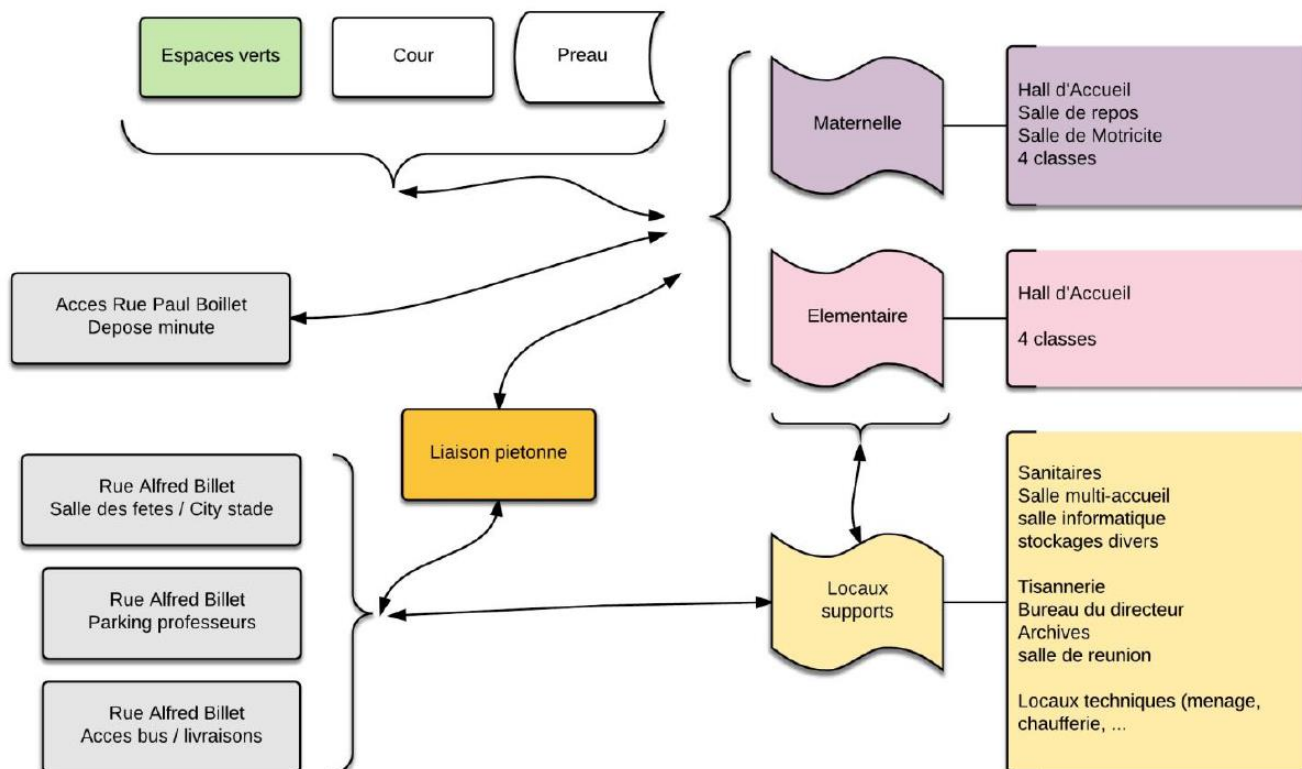 Espaces verts
Cour
Preau
Maternelle
Hall d'Accueil
Salle de repos
Salle de Motricite
4 classes
Acces Rue Paul Boillet
Depose minute
Elementaire
Hall d'Accueil
4 classes
Liaison pietonne
Rue Alfred Billet
Salle des fetes / City stade
Rue Alfred Billet
Parking professeurs
Rue Alfred Billet
Acces bus / livraisons
Locaux
supports
Sanitaires
Salle multi-accueil
salle informatique
stockages divers
Tisannerie
Bureau du directeur
Archives
salle de reunion
Locaux techniques (menage,
chaufferie, ...